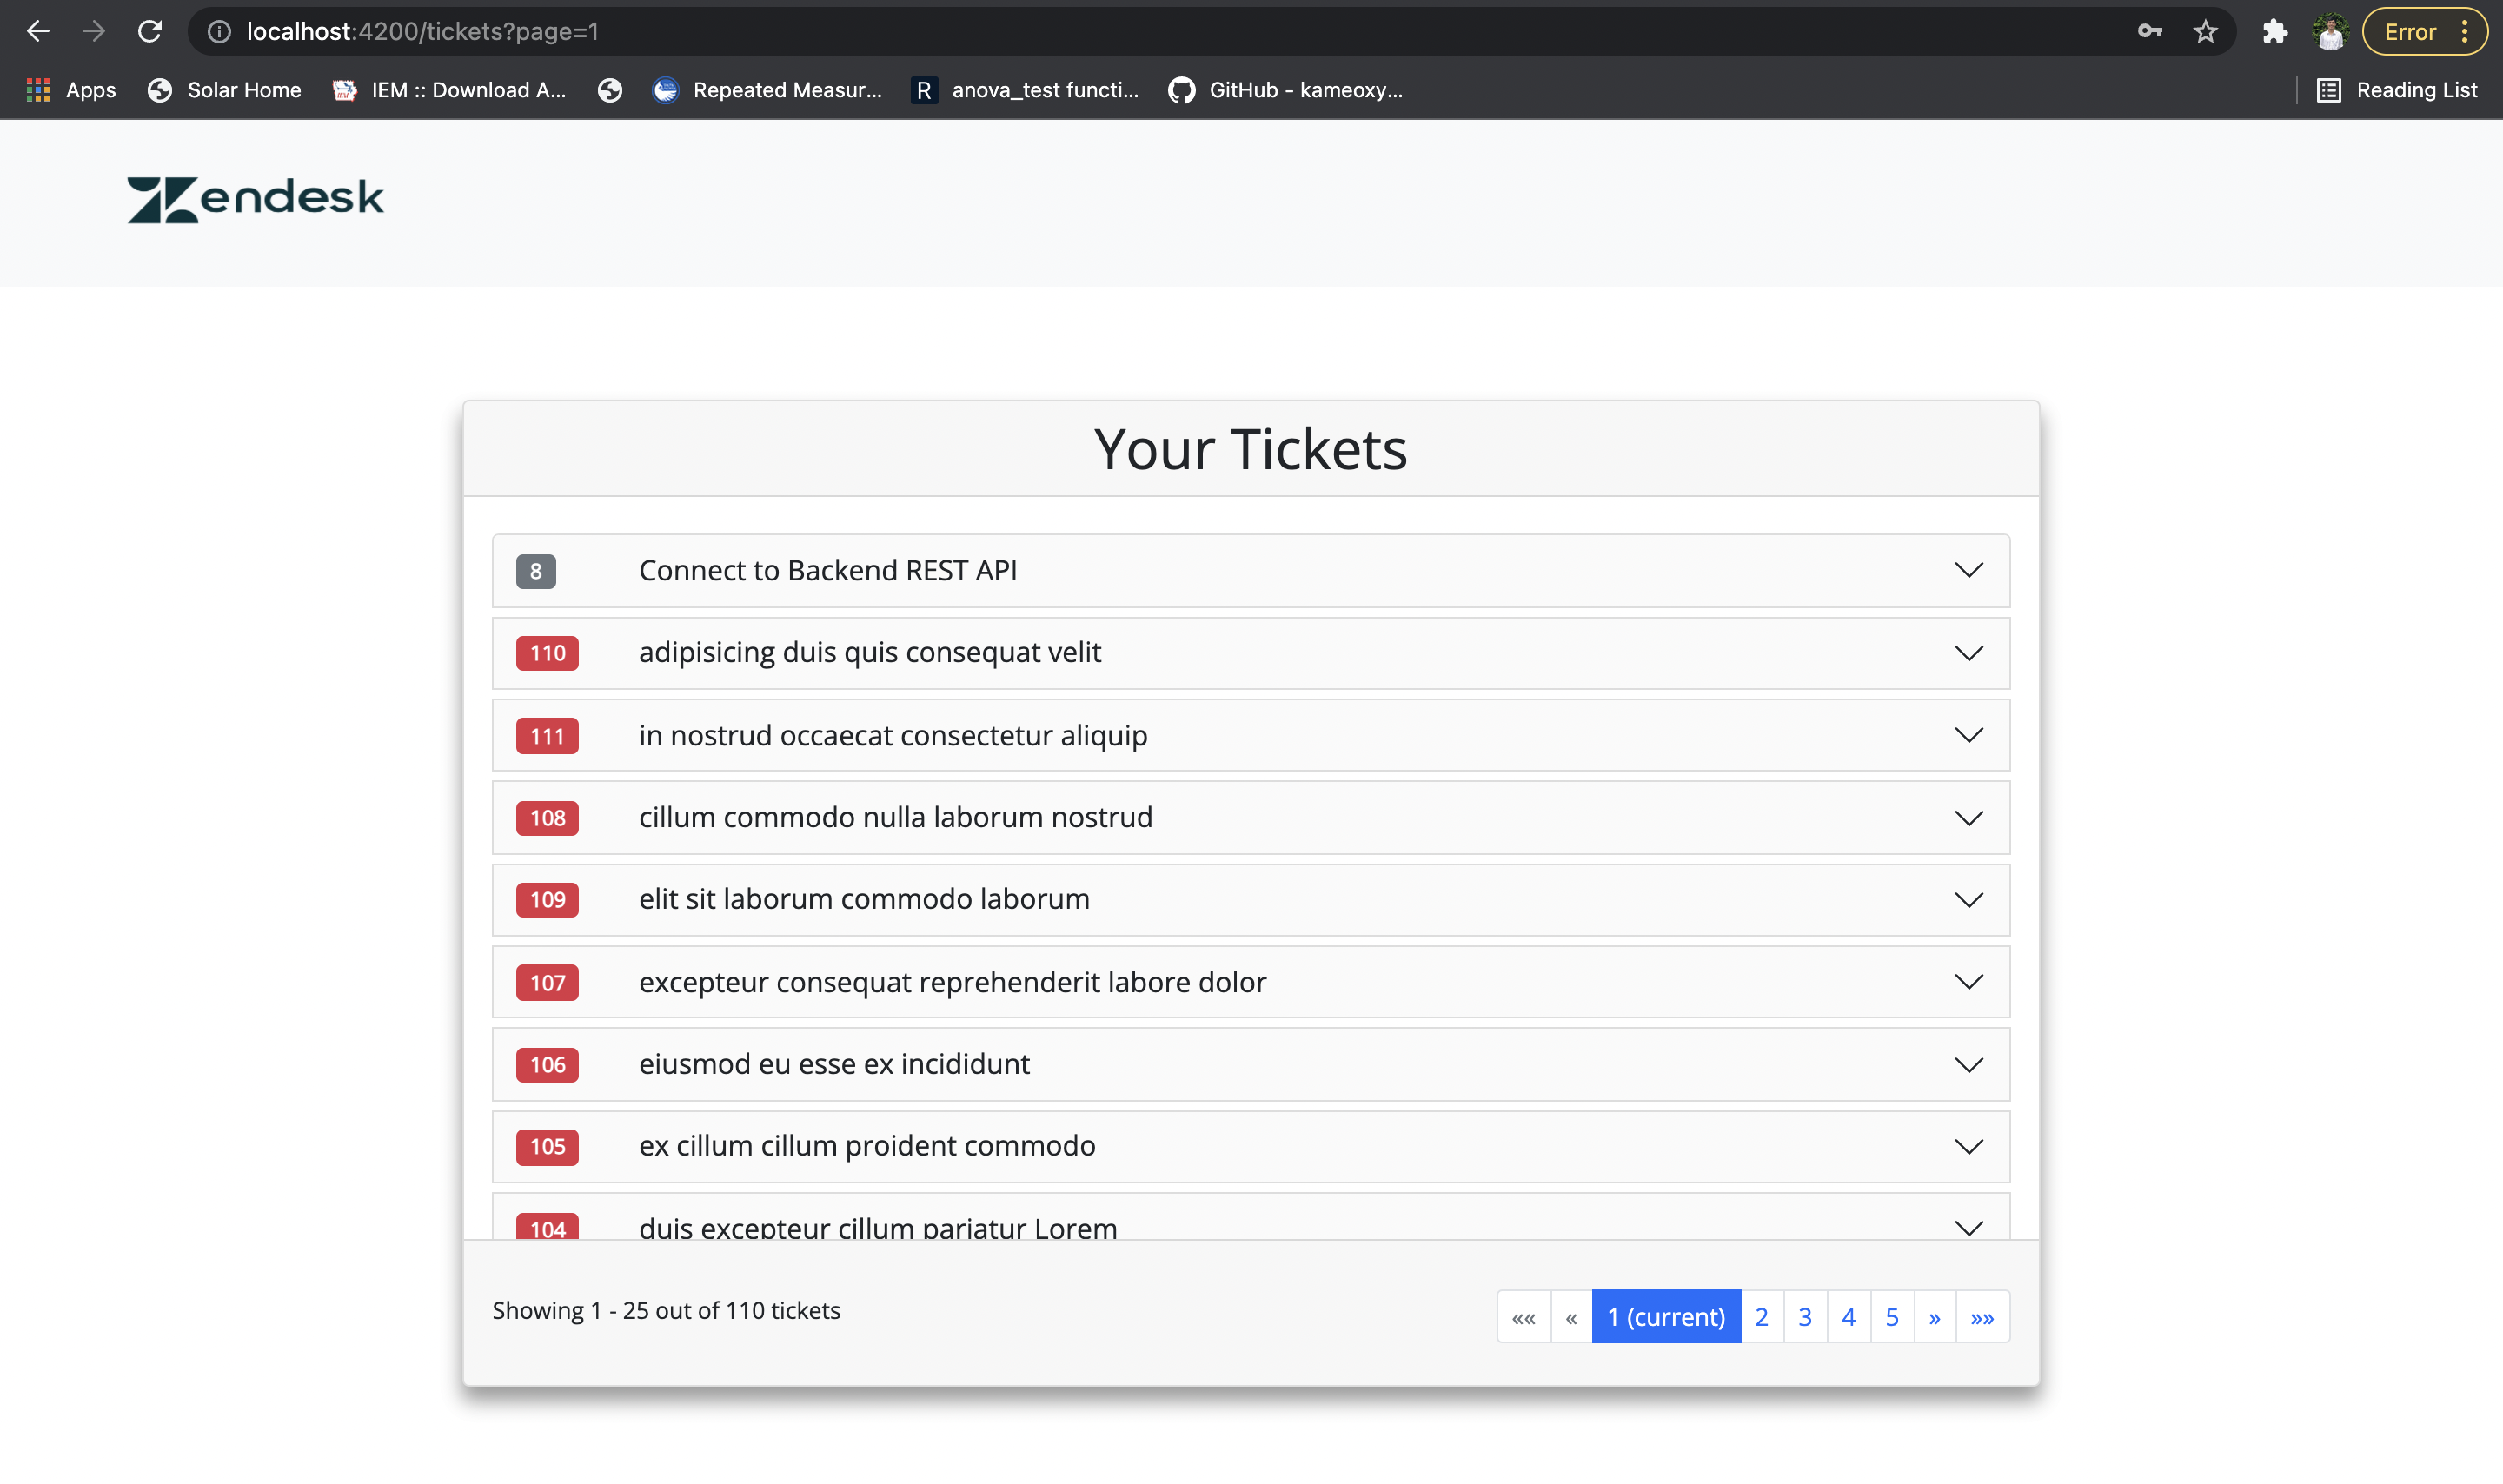 localhost:4200/tickets?page=1
Error
Apps
Solar Home
IEM :: Download A...
Repeated Measur...
R
anova_test functi...
GitHub - kameoxy...
Reading List
Zendesk
Your Tickets
8 Connect to Backend REST API
110 adipisicing duis quis consequat velit
111 in nostrud occaecat consectetur aliquip
108 cillum commodo nulla laborum nostrud
109 elit sit laborum commodo laborum
107 excepteur consequat reprehenderit labore dolor
106 eiusmod eu esse ex incididunt
105 ex cillum cillum proident commodo
104 duis excepteur cillum pariatur Lorem
Showing 1 - 25 out of 110 tickets
«« « 1 (current) 2 3 4 5 » »»